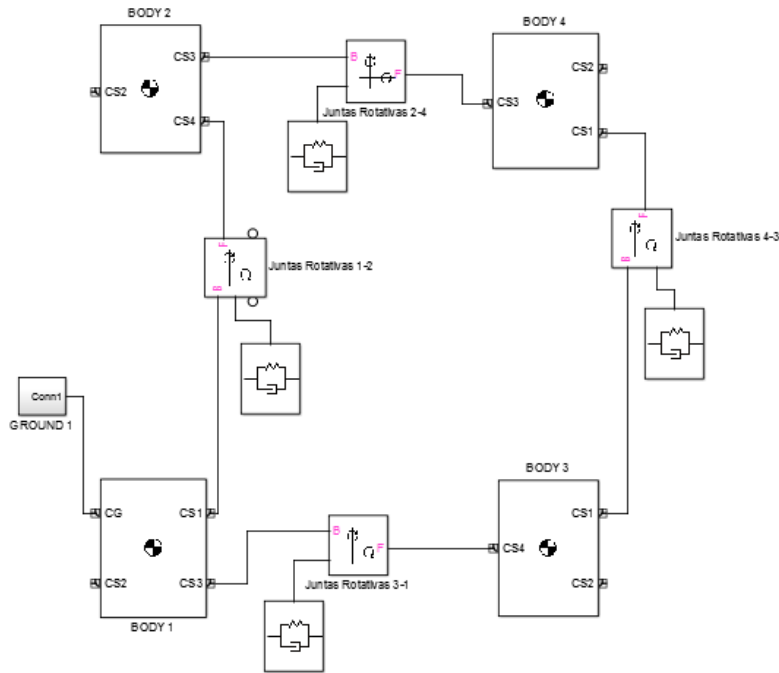 BODY 2
BODY 4
CS3
B
F
CS2
CS2
CS3
Juntas Rotativas 2-4
CS4
CS1
F
F
Juntas Rotativas 4-3
Juntas Rotativas 1-2
B
B
Conn1
GROUND 1
BODY 3
CG
CS1
CS1
B
F
CS4
CS2
CS3
Juntas Rotativas 3-1
CS2
BODY 1